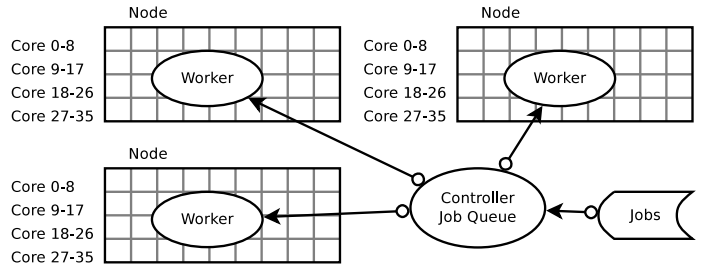 Node
Core 0-8
Core 9-17
Core 18-26
Core 27-35
Worker
Node
Core 0-8
Core 9-17
Core 18-26
Core 27-35
Worker
Node
Core 0-8
Core 9-17
Core 18-26
Core 27-35
Worker
Controller
Job Queue
Jobs